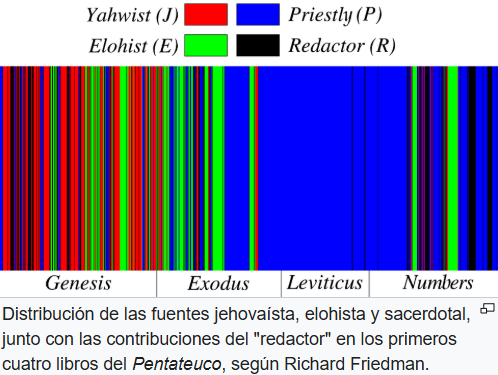 Yahwist (J) Priestly (P)
Elohist (E) Redactor (R)
Genesis Exodus Leviticus Numbers
Distribución de las fuentes jehovaísta, elohista y sacerdotal,
junto con las contribuciones del "redactor" en los primeros
cuatro libros del Pentateuco, según Richard Friedman.